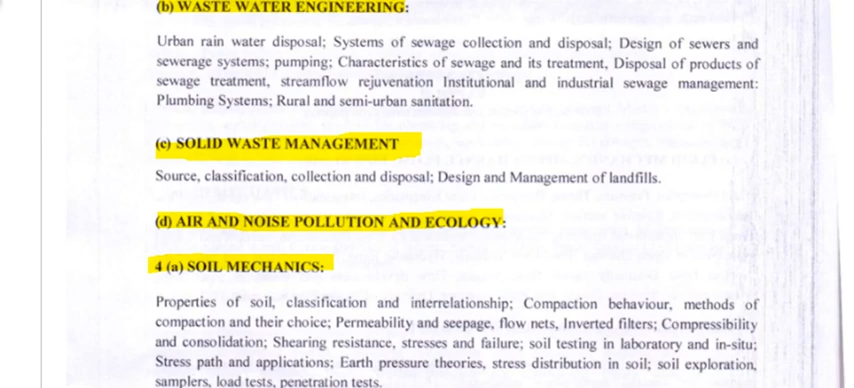 (b) WASTE WATER ENGINEERING:
Urban rain water disposal; Systems of sewage collection and disposal; Design of sewers and
sewerage systems; pumping; Characteristics of sewage and its treatment, Disposal of products of
sewage treatment, streamflow rejuvenation Institutional and industrial sewage management:
Plumbing Systems; Rural and semi-urban sanitation.
(c) SOLID WASTE MANAGEMENT
Source, classification, collection and disposal; Design and Management of landfills.
(d) AIR AND NOISE POLLUTION AND ECOLOGY:
4 (a) SOIL MECHANICS:
Properties of soil, classification and interrelationship; Compaction behaviour, methods of
compaction and their choice; Permeability and seepage, flow nets, Inverted filters; Compressibility
and consolidation; Shearing resistance, stresses and failure; soil testing in laboratory and in-situ;
Stress path and applications; Earth pressure theories, stress distribution in soil; soil exploration,
samplers, load tests, penetration tests.